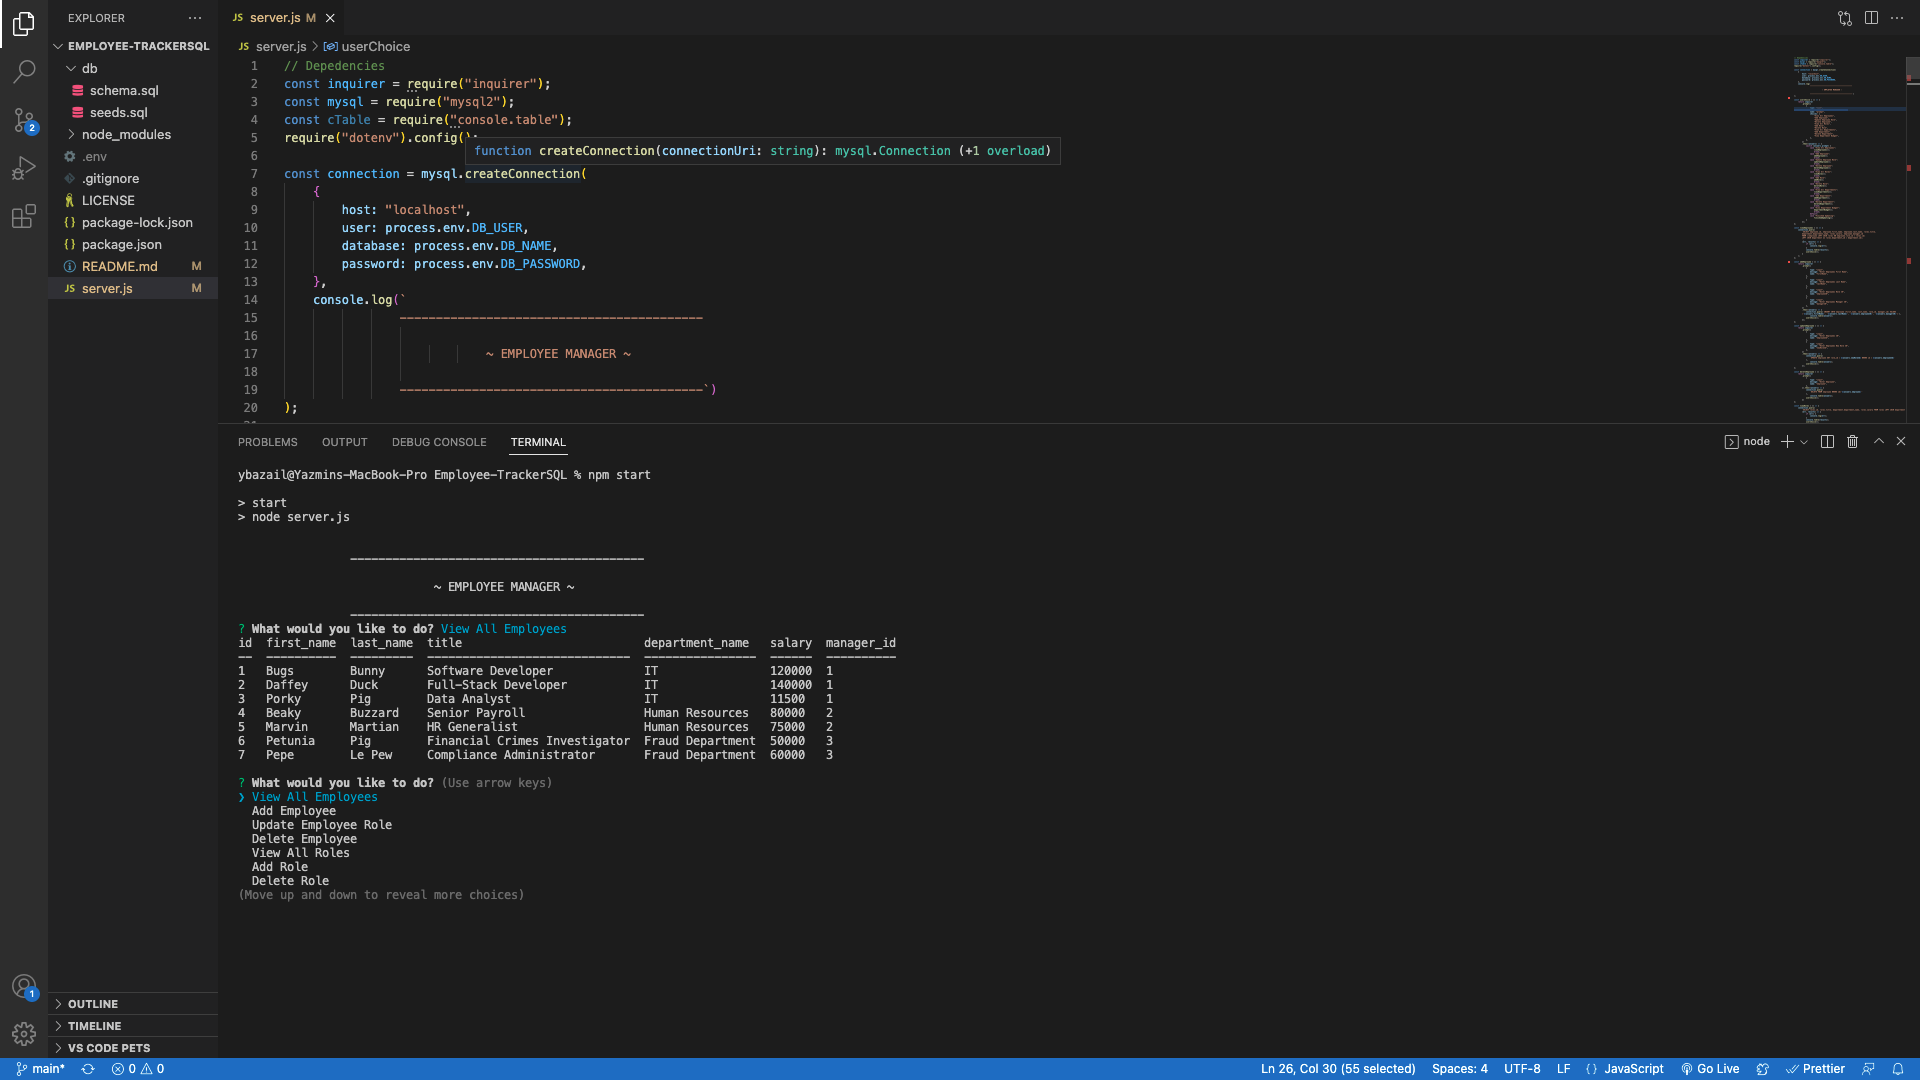 EXPLORER
EMPLOYEE-TRACKERSQL
db
schema.sql
seeds.sql
node_modules
.env
.gitignore
LICENSE
package-lock.json
package.json
README.md M
server.js M
OUTLINE
TIMELINE
VS CODE PETS
2
1
JS server.js M
JS server.js > userChoice
1 // Depedencies
2 const inquirer = require("inquirer");
3 const mysql = require("mysql2");
4 const cTable = require("console.table");
5 require("dotenv").config();
function createConnection(connectionUri: string): mysql.Connection (+1 overload)
6
7 const connection = mysql.createConnection(
8 {
9 host: "localhost",
10 user: process.env.DB_USER,
11 database: process.env.DB_NAME,
12 password: process.env.DB_PASSWORD,
13 },
14 console.log(`
15 ------------------------------------------
16
17 ~ EMPLOYEE MANAGER ~
18
19 ------------------------------------------`)
20 );
PROBLEMS OUTPUT DEBUG CONSOLE TERMINAL
node
ybazail@Yazmins-MacBook-Pro Employee-TrackerSQL % npm start
> start
> node server.js
------------------------------------------
~ EMPLOYEE MANAGER ~
------------------------------------------
? What would you like to do? View All Employees
id first_name last_name title department_name salary manager_id
-- ---------- --------- ----------------------------- ---------------- ------ ----------
1 Bugs Bunny Software Developer IT 120000 1
2 Daffey Duck Full-Stack Developer IT 140000 1
3 Porky Pig Data Analyst IT 11500 1
4 Beaky Buzzard Senior Payroll Human Resources 80000 2
5 Marvin Martian HR Generalist Human Resources 75000 2
6 Petunia Pig Financial Crimes Investigator Fraud Department 50000 3
7 Pepe Le Pew Compliance Administrator Fraud Department 60000 3
? What would you like to do? (Use arrow keys)
❯ View All Employees
Add Employee
Update Employee Role
Delete Employee
View All Roles
Add Role
Delete Role
(Move up and down to reveal more choices)
main* 0 0
Ln 26, Col 30 (55 selected) Spaces: 4 UTF-8 LF {} JavaScript Go Live Prettier